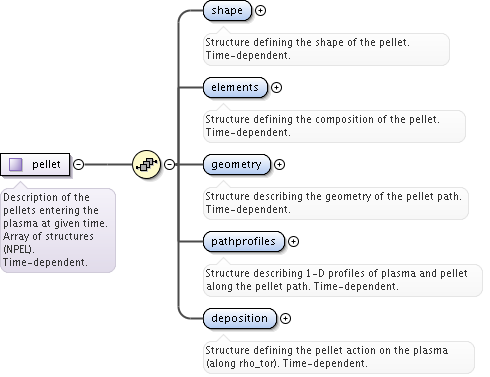 shape
Structure defining the shape of the pellet.
Time-dependent.
elements
Structure defining the composition of the pellet.
Time-dependent.
pellet
geometry
Description of the
pellets entering the
plasma at given time.
Array of structures
(NPEL).
Time-dependent.
Structure describing the geometry of the pellet path.
Time-dependent.
pathprofiles
Structure describing 1-D profiles of plasma and pellet
along the pellet path. Time-dependent.
deposition
Structure defining the pellet action on the plasma
(along rho_tor). Time-dependent.